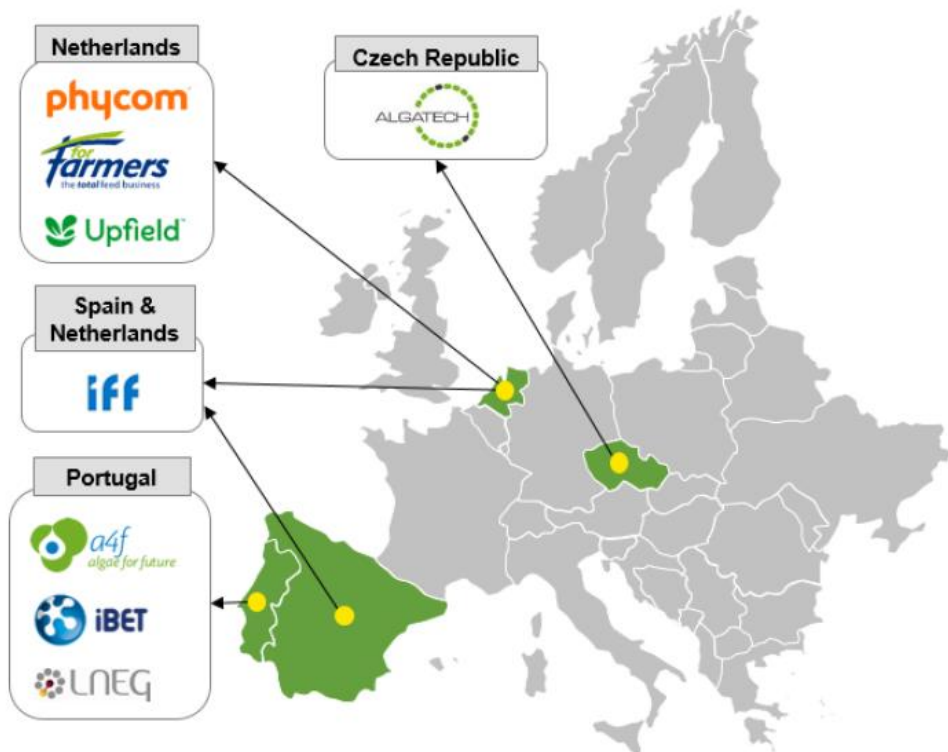 Netherlands
phycom
for
farmers
the total feed business
Upfield™
Czech Republic
ALGATECH
Spain &
Netherlands
iff
Portugal
a4f
algae for future
iBET
LNEG